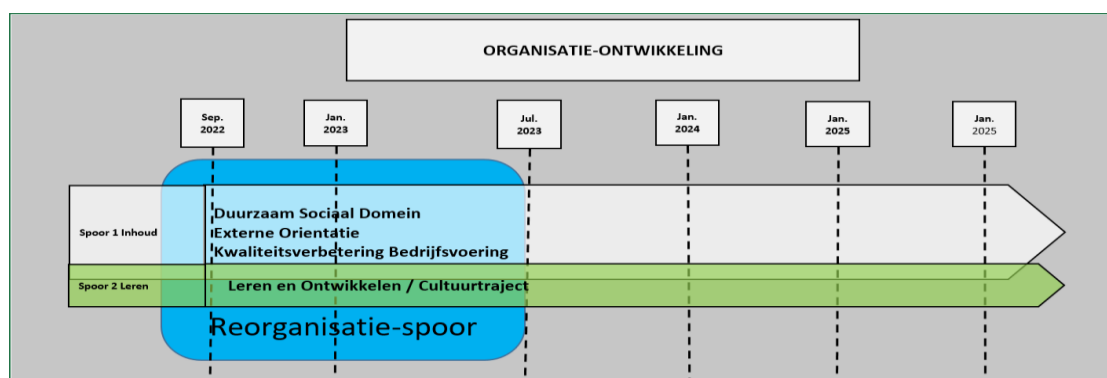 ORGANISATIE-ONTWIKKELING
Sep.
2022
Jan.
2023
Jul.
2023
Jan.
2024
Jan.
2025
Jan.
2025
Spoor 1 Inhoud
Duurzaam Sociaal Domein
Externe Orientatie
Kwaliteitsverbetering Bedrijfsvoering
Spoor 2 Leren
Leren en Ontwikkelen / Cultuurtraject
Reorganisatie-spoor